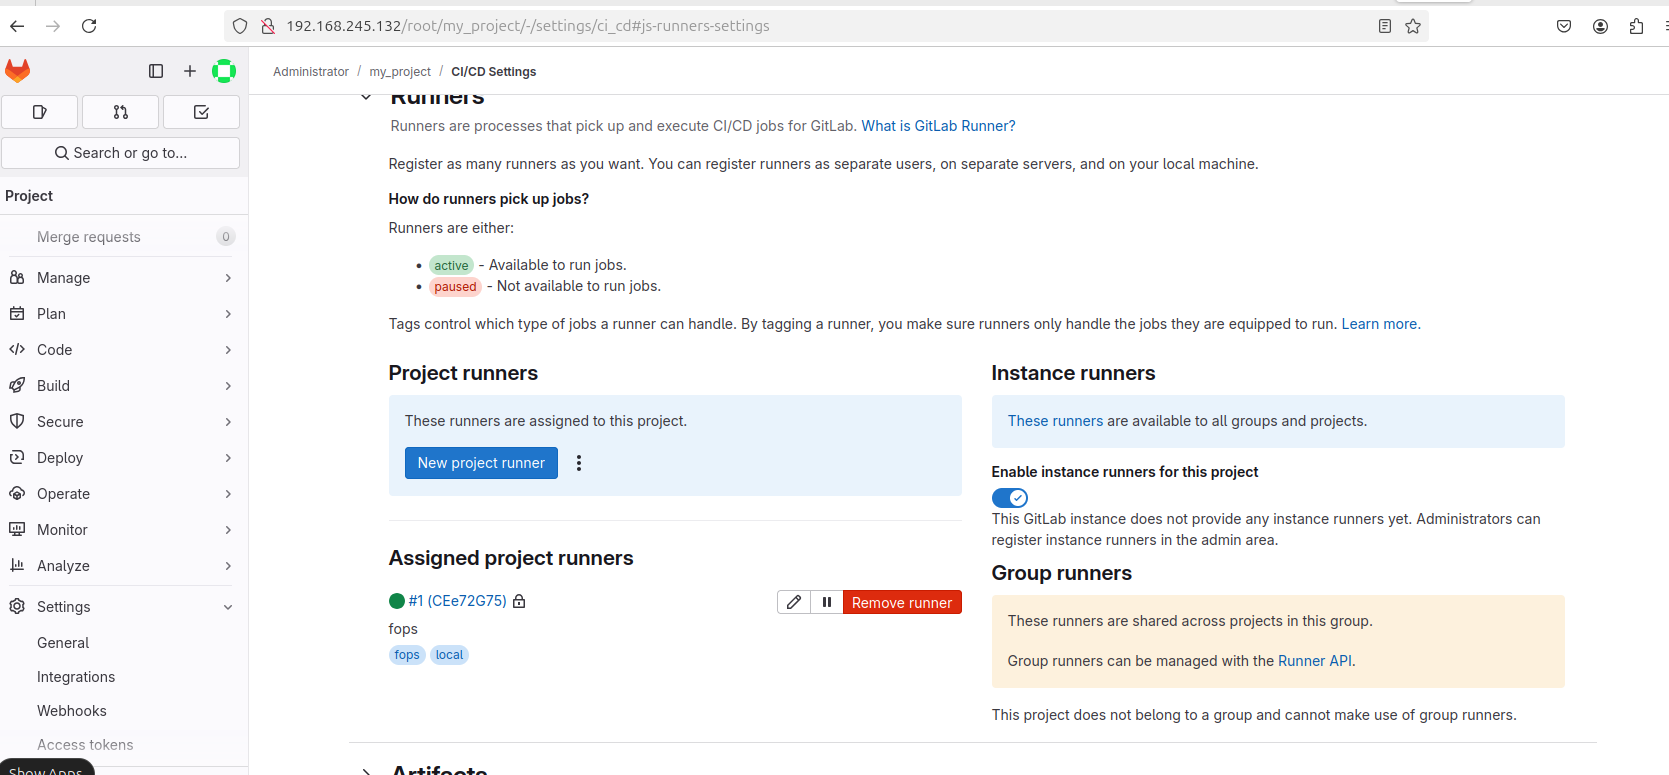 192.168.245.132/root/my_project/-/settings/ci_cd#js-runners-settings
Administrator / my_project / CI/CD Settings
Search or go to...
Project
Merge requests 0
Manage
Plan
Code
Build
Secure
Deploy
Operate
Monitor
Analyze
Settings
General
Integrations
Webhooks
Access tokens
Show Apps
Runners
Runners are processes that pick up and execute CI/CD jobs for GitLab. What is GitLab Runner?
Register as many runners as you want. You can register runners as separate users, on separate servers, and on your local machine.
How do runners pick up jobs?
Runners are either:
• active - Available to run jobs.
• paused - Not available to run jobs.
Tags control which type of jobs a runner can handle. By tagging a runner, you make sure runners only handle the jobs they are equipped to run. Learn more.
Project runners
These runners are assigned to this project.
New project runner
Assigned project runners
#1 (CEe72G75)
Remove runner
fops
fops local
Instance runners
These runners are available to all groups and projects.
Enable instance runners for this project
This GitLab instance does not provide any instance runners yet. Administrators can
register instance runners in the admin area.
Group runners
These runners are shared across projects in this group.
Group runners can be managed with the Runner API.
This project does not belong to a group and cannot make use of group runners.
Artifacts